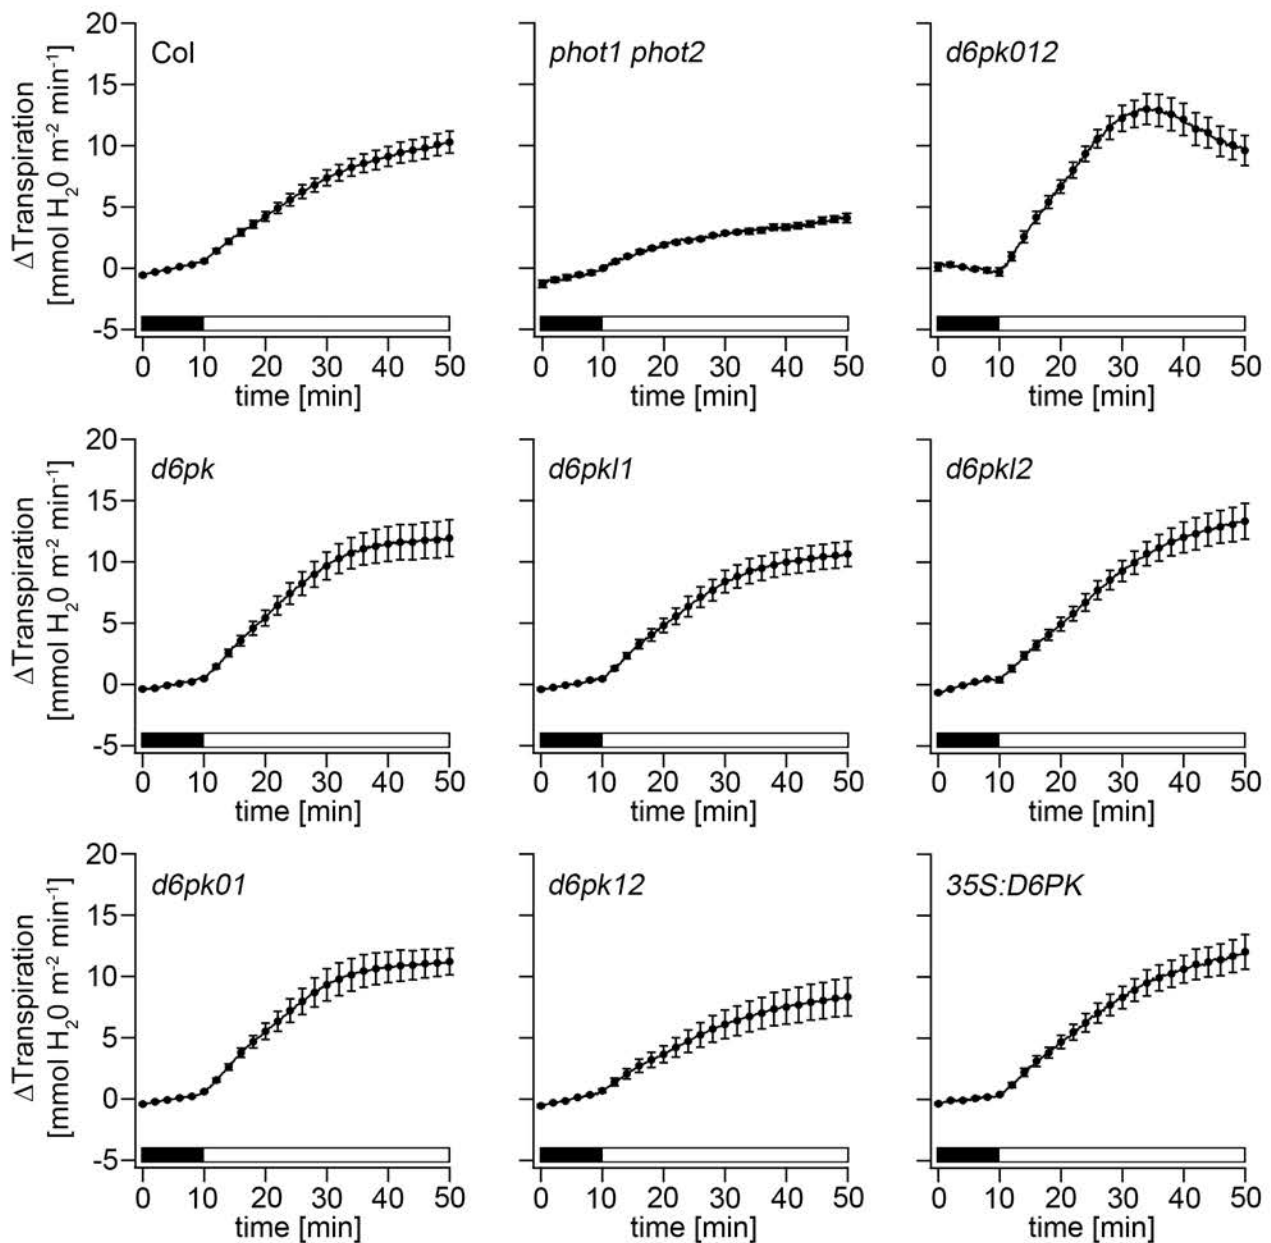 20
15
10
5
0
-5
ΔTranspiration
[mmol H₂0 m⁻² min⁻¹]
Col
0 10 20 30 40 50
time [min]
phot1 phot2
0 10 20 30 40 50
time [min]
d6pk012
0 10 20 30 40 50
time [min]
20
15
10
5
0
-5
ΔTranspiration
[mmol H₂0 m⁻² min⁻¹]
d6pk
0 10 20 30 40 50
time [min]
d6pkl1
0 10 20 30 40 50
time [min]
d6pkl2
0 10 20 30 40 50
time [min]
20
15
10
5
0
-5
ΔTranspiration
[mmol H₂0 m⁻² min⁻¹]
d6pk01
0 10 20 30 40 50
time [min]
d6pk12
0 10 20 30 40 50
time [min]
35S:D6PK
0 10 20 30 40 50
time [min]